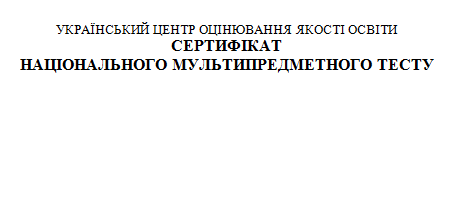 УКРАЇНСЬКИЙ ЦЕНТР ОЦІНЮВАННЯ ЯКОСТІ ОСВІТИ
СЕРТИФІКАТ
НАЦІОНАЛЬНОГО МУЛЬТИПРЕДМЕТНОГО ТЕСТУ